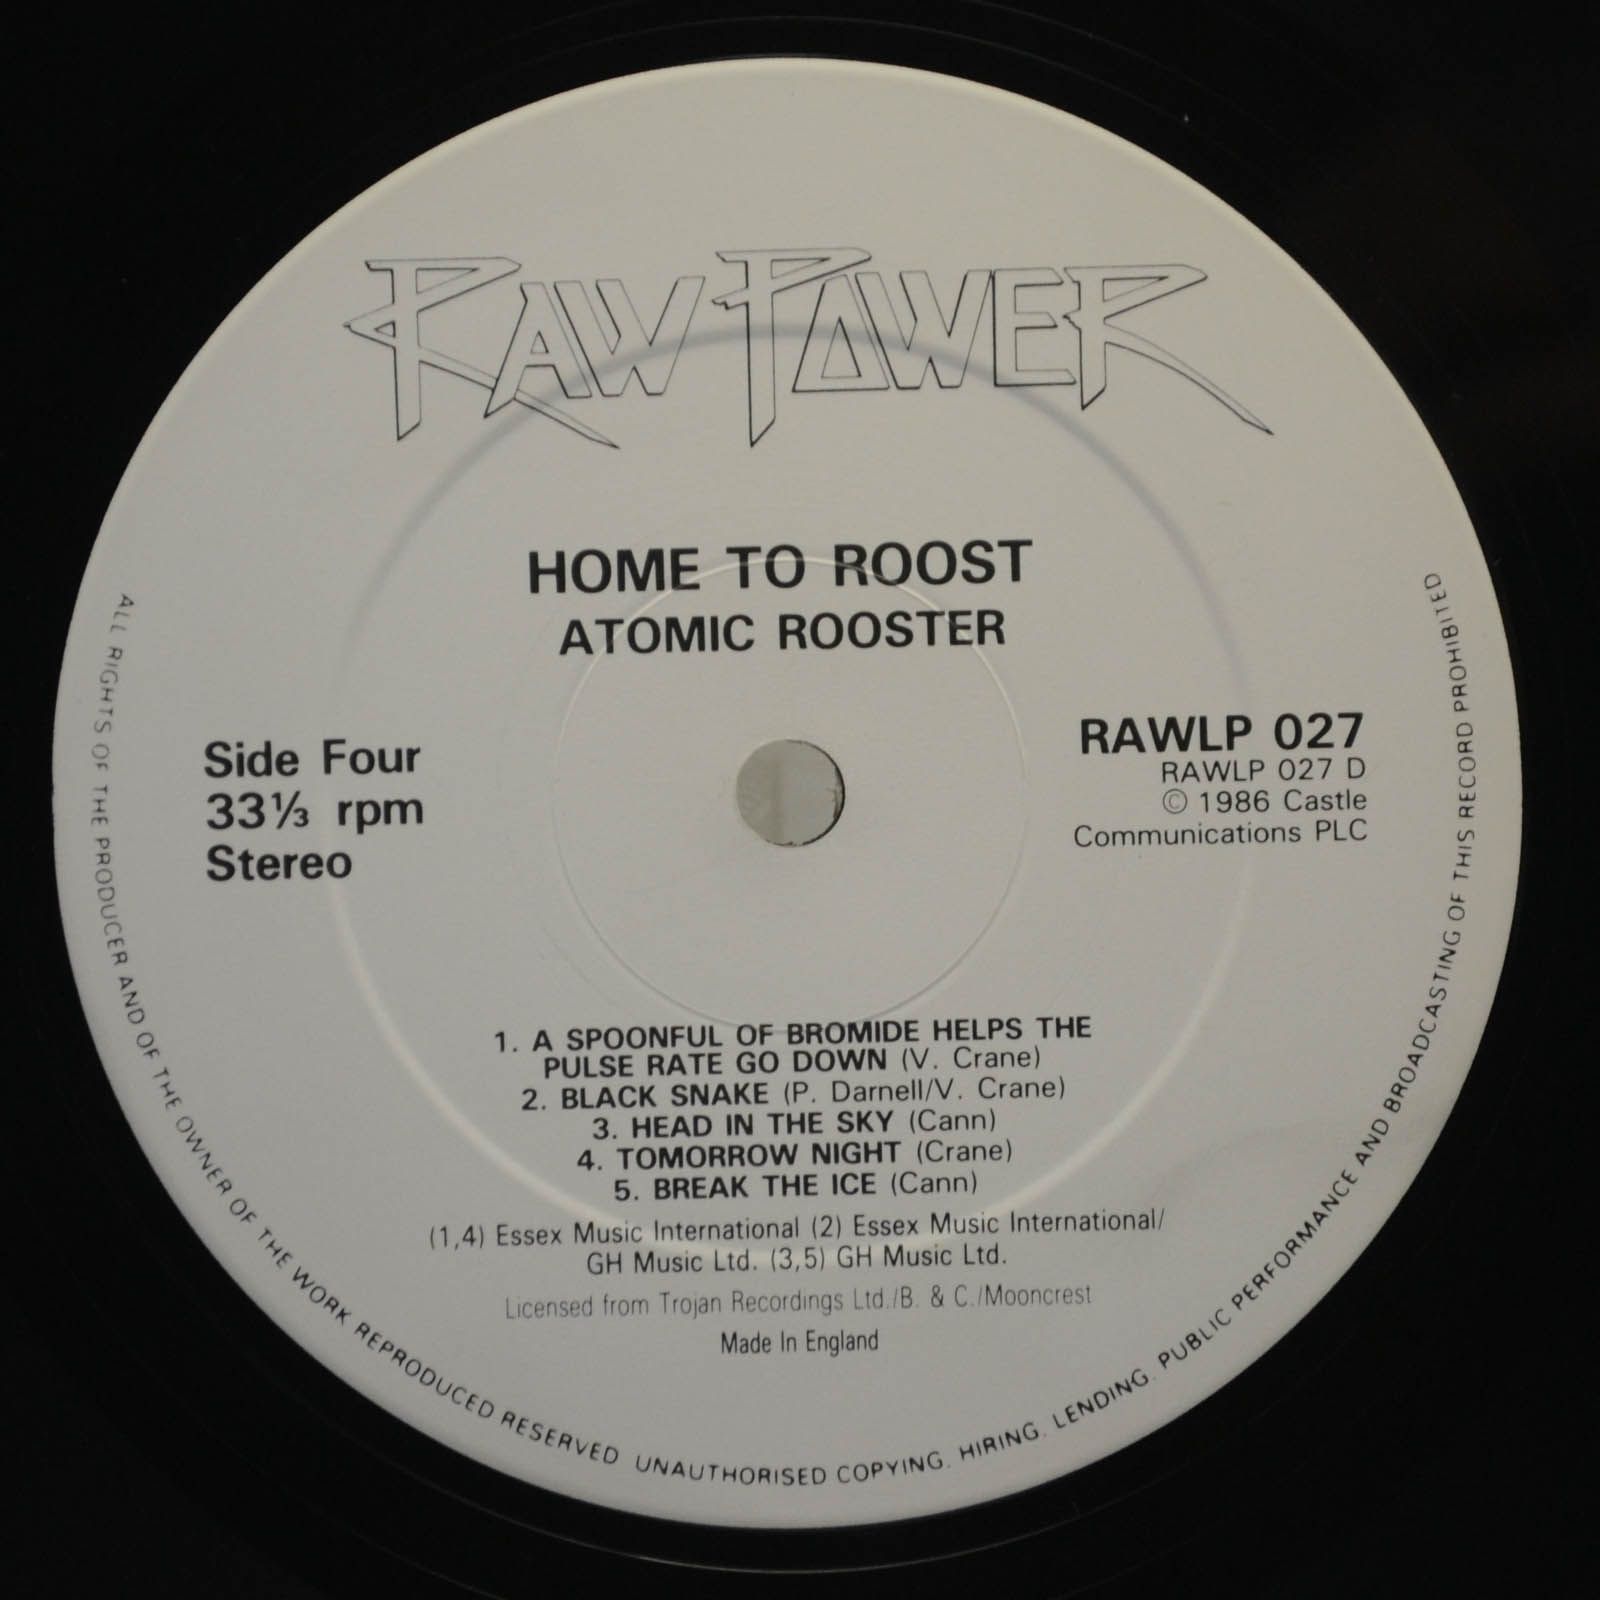 RAW POWER
HOME TO ROOST
ATOMIC ROOSTER
Side Four
33⅓ rpm
Stereo
RAWLP 027
RAWLP 027 D
© 1986 Castle
Communications PLC
1. A SPOONFUL OF BROMIDE HELPS THE
PULSE RATE GO DOWN (V. Crane)
2. BLACK SNAKE (P. Darnell/V. Crane)
3. HEAD IN THE SKY (Cann)
4. TOMORROW NIGHT (Crane)
5. BREAK THE ICE (Cann)
(1,4) Essex Music International (2) Essex Music International/
GH Music Ltd. (3,5) GH Music Ltd.
Licensed from Trojan Recordings Ltd./B. & C./Mooncrest
Made In England
ALL RIGHTS OF THE PRODUCER AND OF THE OWNER OF THE WORK REPRODUCED RESERVED UNAUTHORISED COPYING. HIRING. LENDING. PUBLIC PERFORMANCE AND BROADCASTING OF THIS RECORD PROHIBITED